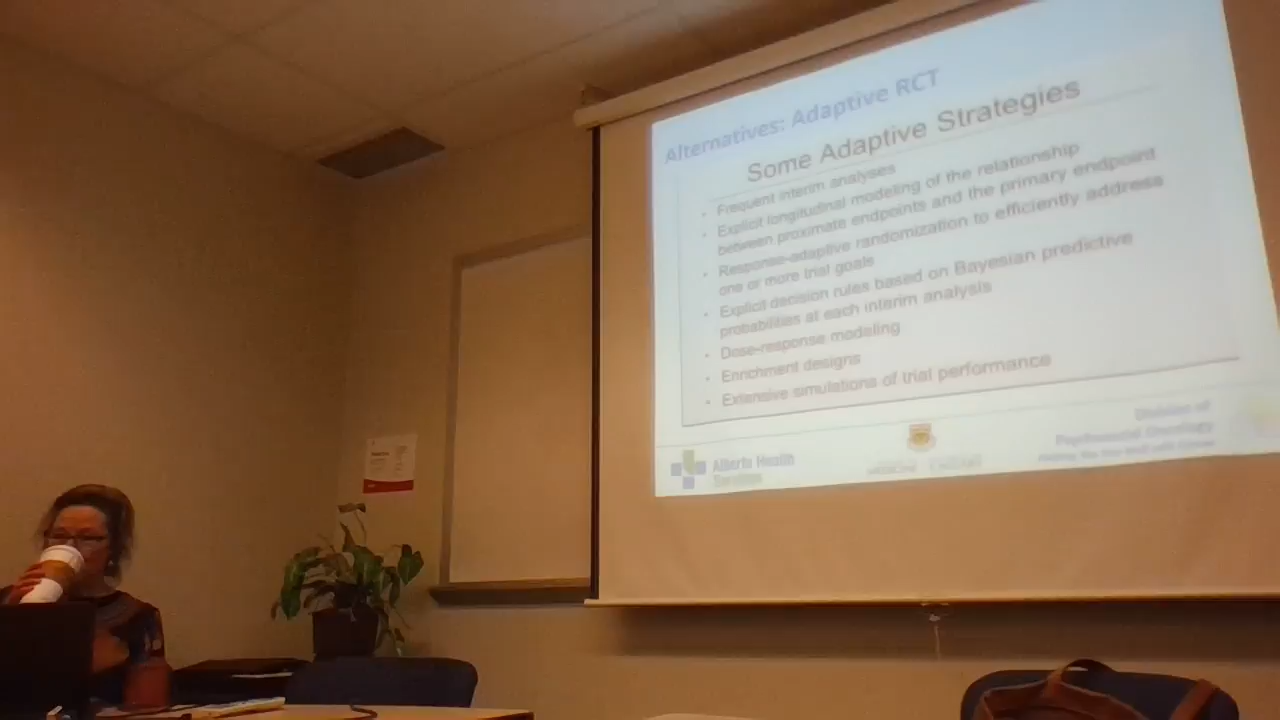 Alternatives: Adaptive RCT
Some Adaptive Strategies
• Frequent interim analyses
• Explicit longitudinal modeling of the relationship
between proximate endpoints and the primary endpoint
• Response-adaptive randomization to efficiently address
one or more trial goals
• Explicit decision rules based on Bayesian predictive
probabilities at each interim analysis
• Dose-response modeling
• Enrichment designs
• Extensive simulations of trial performance
Alberta Health
Services
Division of
Psychosocial Oncology